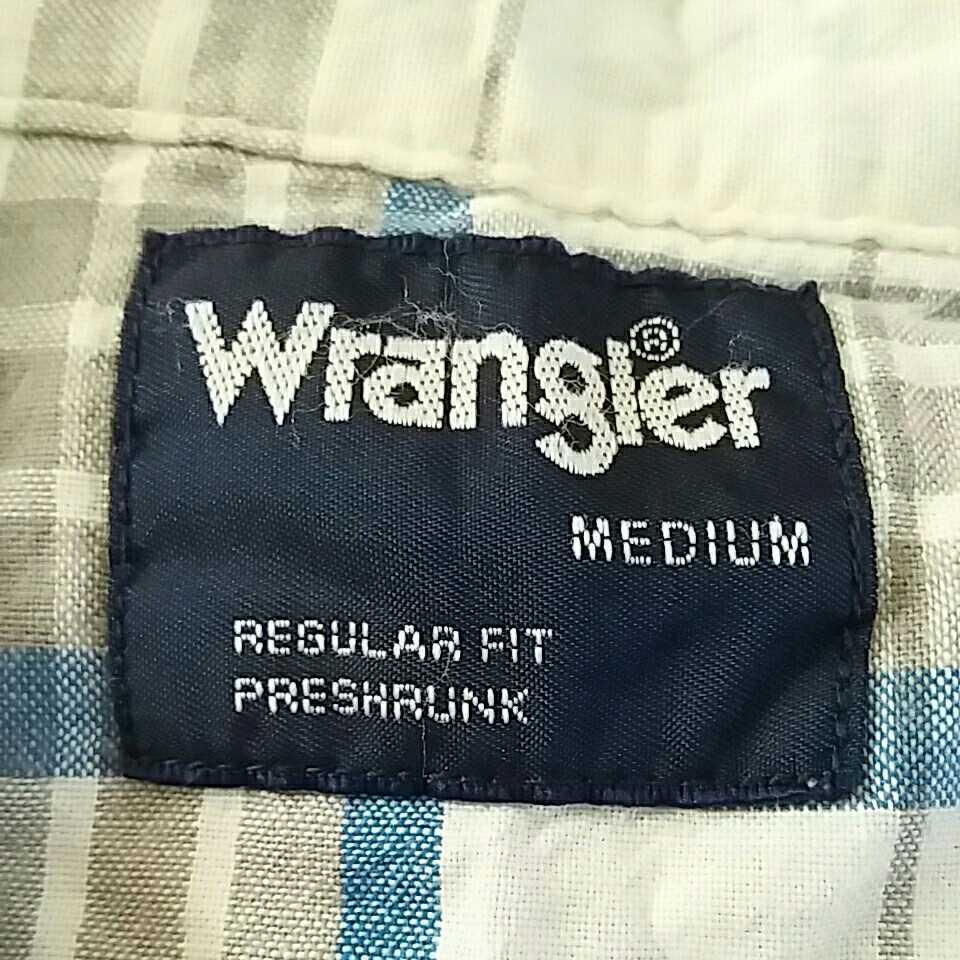 Wrangler®
MEDIUM
REGULAR FIT
PRESHRUNK